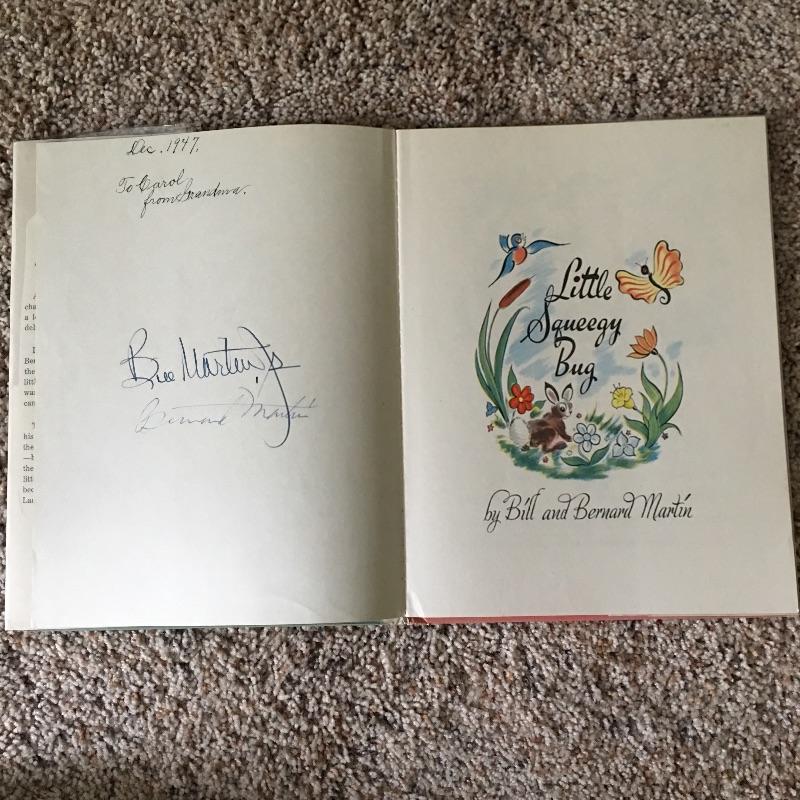 Dec. 1947.
To Carol
from Grandma.
Bill Martin, Jr
Bernard Martin
Little
Squeegy
Bug
by Bill and Bernard Martin